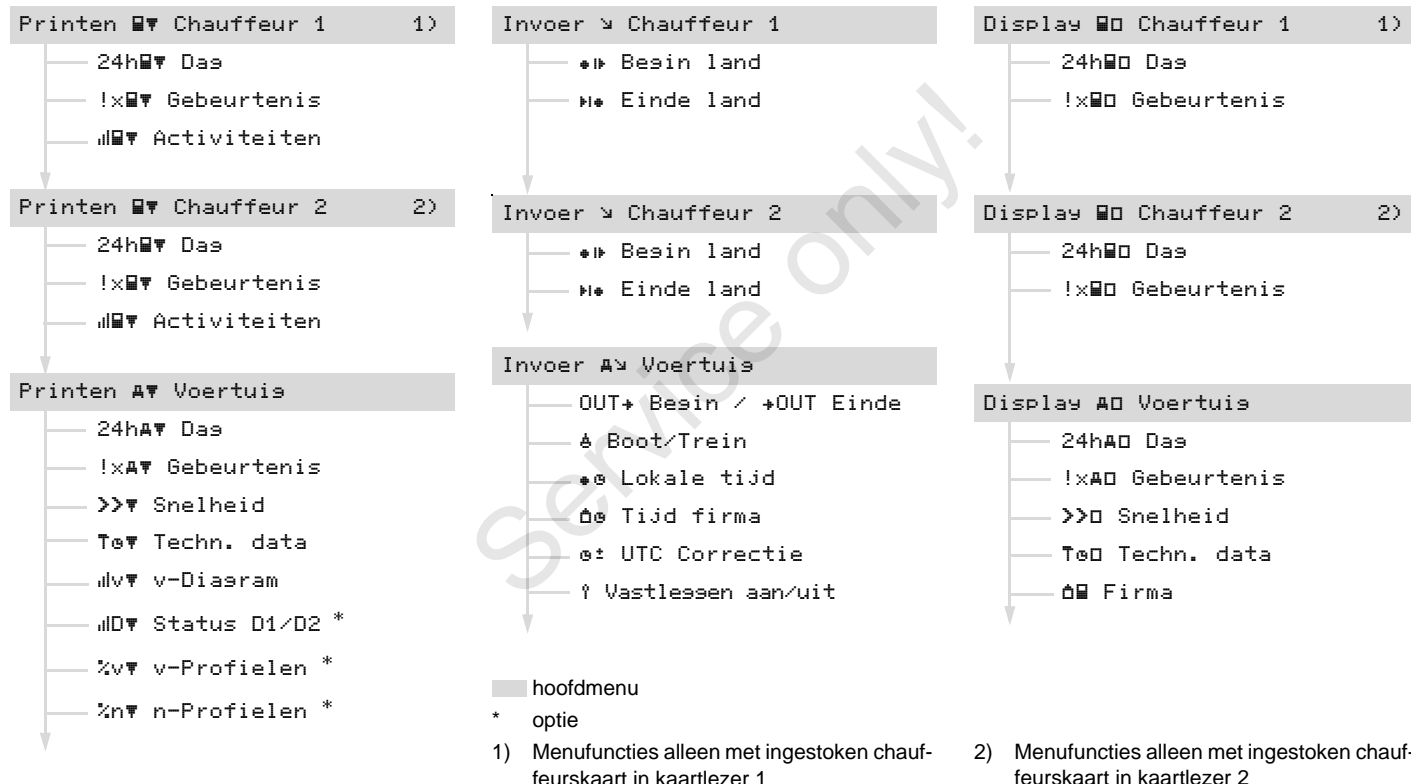 Printen Chauffeur 1 1)
24h Dag
!x Gebeurtenis
Activiteiten
Printen Chauffeur 2 2)
24h Dag
!x Gebeurtenis
Activiteiten
Printen Voertuig
24h Dag
!x Gebeurtenis
>> Snelheid
Techn. data
v v-Diagram
D Status D1/D2 *
%v v-Profielen *
%n n-Profielen *
Invoer Chauffeur 1
Begin land
Einde land
Invoer Chauffeur 2
Begin land
Einde land
Invoer Voertuig
OUT Begin / OUT Einde
Boot/Trein
Lokale tijd
Tijd firma
UTC Correctie
Vastleggen aan/uit
hoofdmenu
* optie
1) Menufuncties alleen met ingestoken chauf-
feurskaart in kaartlezer 1
Display Chauffeur 1 1)
24h Dag
!x Gebeurtenis
Display Chauffeur 2 2)
24h Dag
!x Gebeurtenis
Display Voertuig
24h Dag
!x Gebeurtenis
>> Snelheid
Techn. data
Firma
2) Menufuncties alleen met ingestoken chauf-
feurskaart in kaartlezer 2
Service only!